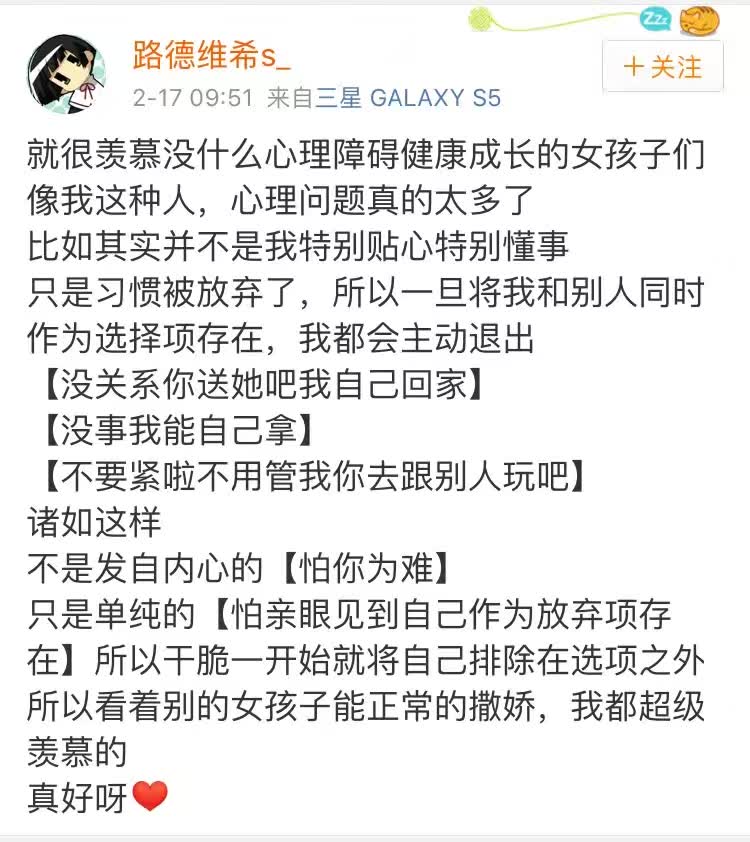 Zzz
路德维希s_
2-17 09:51 来自三星 GALAXY S5
+关注
就很羡慕没什么心理障碍健康成长的女孩子们
像我这种人，心理问题真的太多了
比如其实并不是我特别贴心特别懂事
只是习惯被放弃了，所以一旦将我和别人同时
作为选择项存在，我都会主动退出
【没关系你送她吧我自己回家】
【没事我能自己拿】
【不要紧啦不用管我你去跟别人玩吧】
诸如这样
不是发自内心的【怕你为难】
只是单纯的【怕亲眼见到自己作为放弃项存
在】所以干脆一开始就将自己排除在选项之外
所以看着别的女孩子能正常的撒娇，我都超级
羡慕的
真好呀❤️